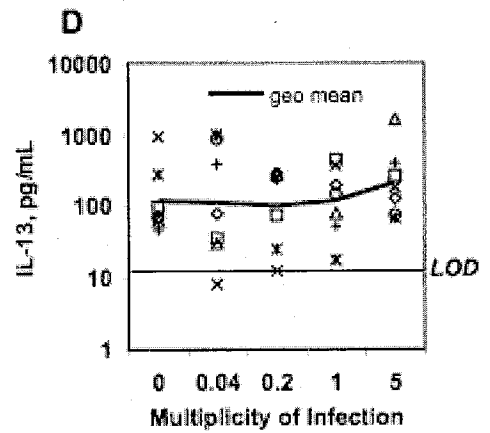 D
10000
1000
100
10
1
IL-13, pg/mL
geo mean
LOD
0 0.04 0.2 1 5
Multiplicity of Infection